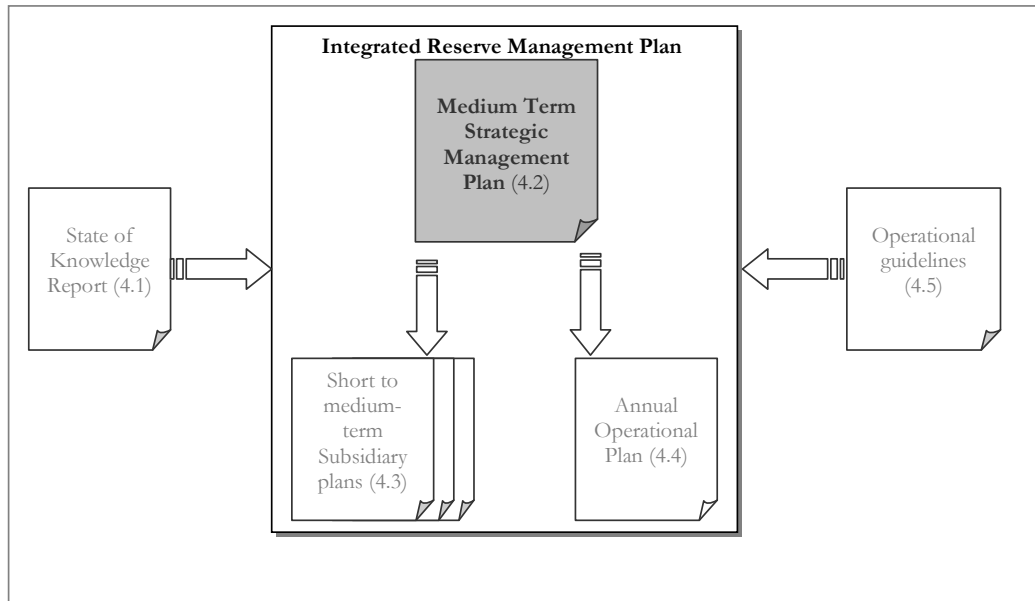 Integrated Reserve Management Plan
Medium Term
Strategic
Management
Plan (4.2)
State of
Knowledge
Report (4.1)
Operational
guidelines
(4.5)
Short to
medium-
term
Subsidiary
plans (4.3)
Annual
Operational
Plan (4.4)